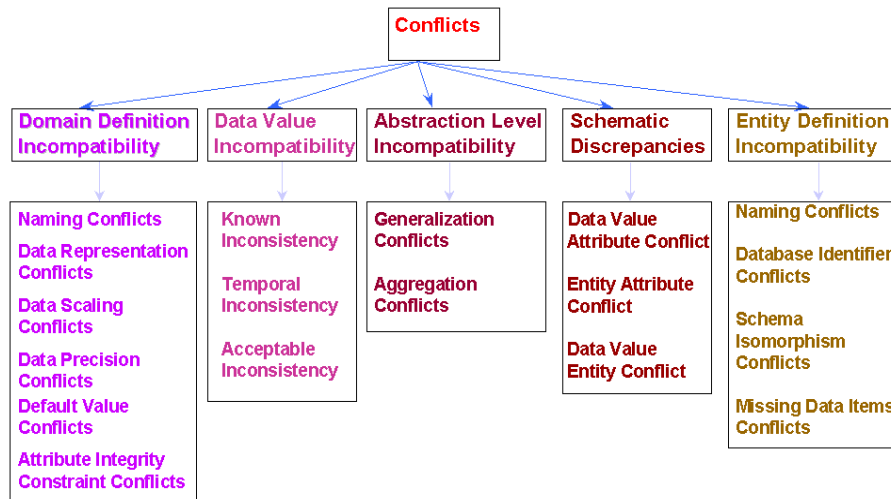 Conflicts
Domain Definition
Incompatibility
Data Value
Incompatibility
Abstraction Level
Incompatibility
Schematic
Discrepancies
Entity Definition
Incompatibility
Naming Conflicts
Data Representation
Conflicts
Data Scaling
Conflicts
Data Precision
Conflicts
Default Value
Conflicts
Attribute Integrity
Constraint Conflicts
Known
Inconsistency
Temporal
Inconsistency
Acceptable
Inconsistency
Generalization
Conflicts
Aggregation
Conflicts
Data Value
Attribute Conflict
Entity Attribute
Conflict
Data Value
Entity Conflict
Naming Conflicts
Database Identifier
Conflicts
Schema
Isomorphism
Conflicts
Missing Data Items
Conflicts